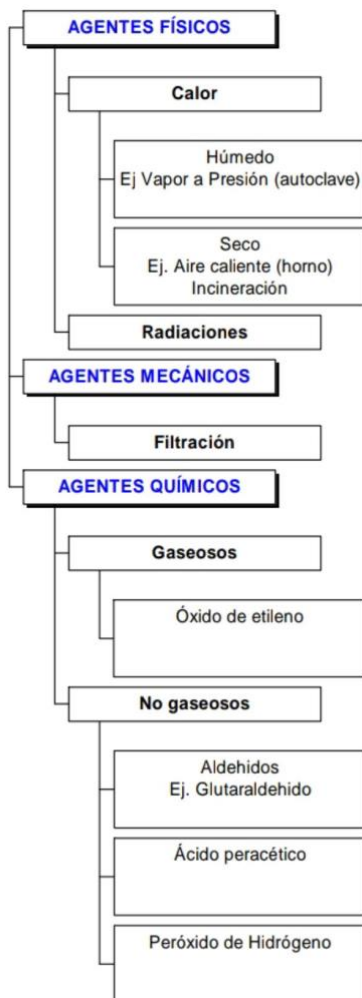 AGENTES FÍSICOS
Calor
Húmedo
Ej Vapor a Presión (autoclave)
Seco
Ej. Aire caliente (horno)
Incineración
Radiaciones
AGENTES MECÁNICOS
Filtración
AGENTES QUÍMICOS
Gaseosos
Óxido de etileno
No gaseosos
Aldehidos
Ej. Glutaraldehido
Ácido peracético
Peróxido de Hidrógeno